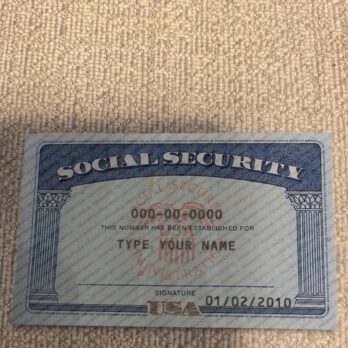 SOCIAL SECURITY
000-00-0000
THIS NUMBER HAS BEEN ESTABLISHED FOR
TYPE YOUR NAME
SIGNATURE
USA 01/02/2010